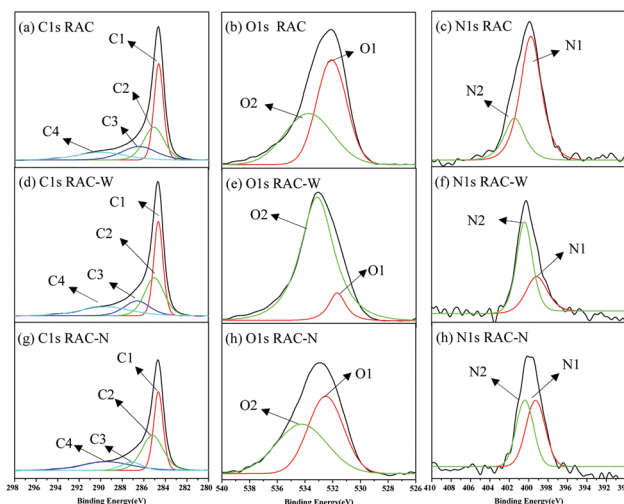 (a) C1s RAC
C1
C2
C3
C4
(b) O1s RAC
O1
O2
(c) N1s RAC
N1
N2
(d) C1s RAC-W
C1
C2
C3
C4
(e) O1s RAC-W
O2
O1
(f) N1s RAC-W
N2
N1
(g) C1s RAC-N
C1
C2
C3
C4
298 296 294 292 290 288 286 284 282 280
Binding Energy(eV)
(h) O1s RAC-N
O1
O2
540 538 536 534 532 530 528 526
Binding Energy(eV)
(h) N1s RAC-N
N2
N1
410 408 406 404 402 400 398 396 394 392
Binding Energy(eV)